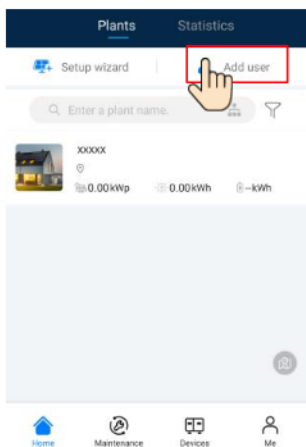 Plants Statistics
Setup wizard Add user
Enter a plant name.
xxxxx
0.00kWp 0.00kWh --kWh
Home Maintenance Devices Me